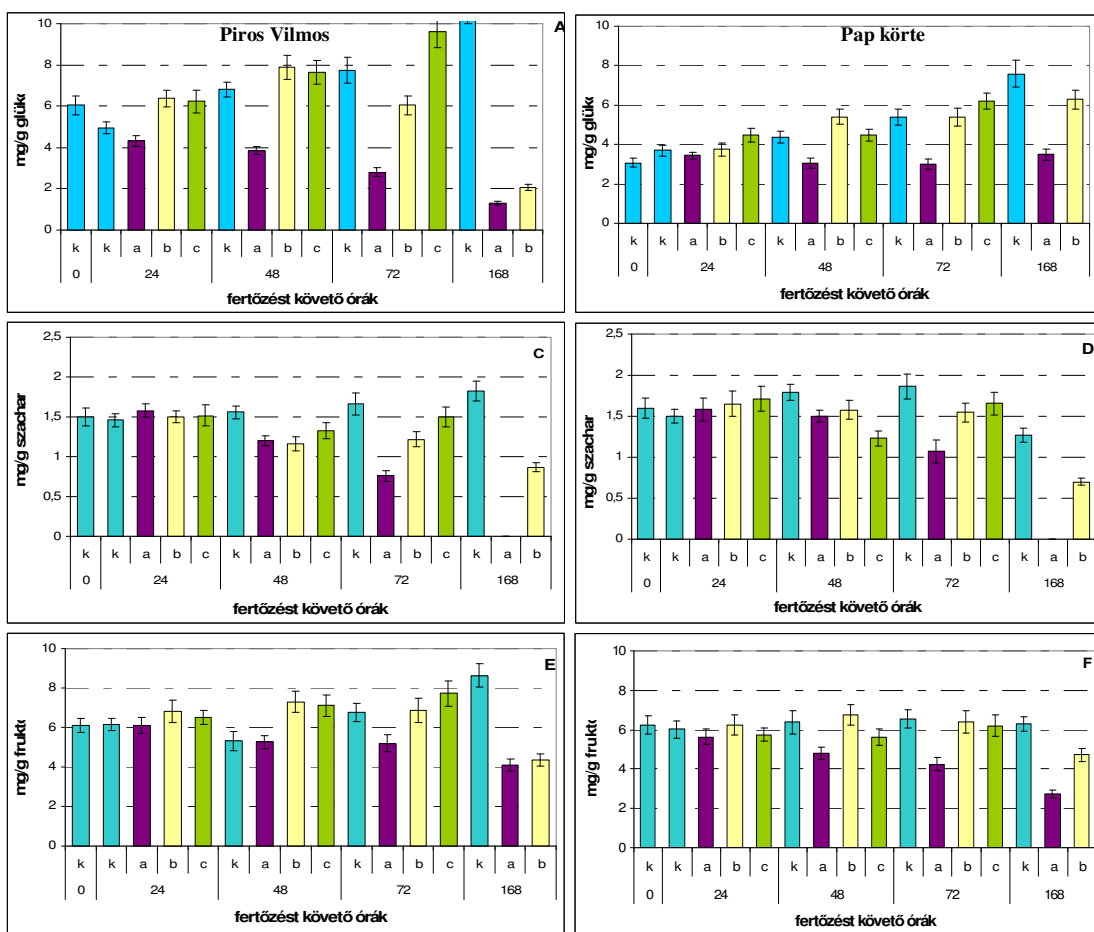 Piros Vilmos
A
mg/g glük
10
8
6
4
2
0
k k a b c k a b c k a b c k a b
0 24 48 72 168
fertőzést követő órák
Pap körte
mg/g glük
10
8
6
4
2
0
k k a b c k a b c k a b c k a b
0 24 48 72 168
fertőzést követő órák
C
mg/g szachar
2,5
2
1,5
1
0,5
0
k k a b c k a b c k a b c k a b
0 24 48 72 168
fertőzést követő órák
D
mg/g szachar
2,5
2
1,5
1
0,5
0
k k a b c k a b c k a b c k a b
0 24 48 72 168
fertőzést követő órák
E
mg/g frukt
10
8
6
4
2
0
k k a b c k a b c k a b c k a b
0 24 48 72 168
fertőzést követő órák
F
mg/g frukt
10
8
6
4
2
0
k k a b c k a b c k a b c k a b
0 24 48 72 168
fertőzést követő órák